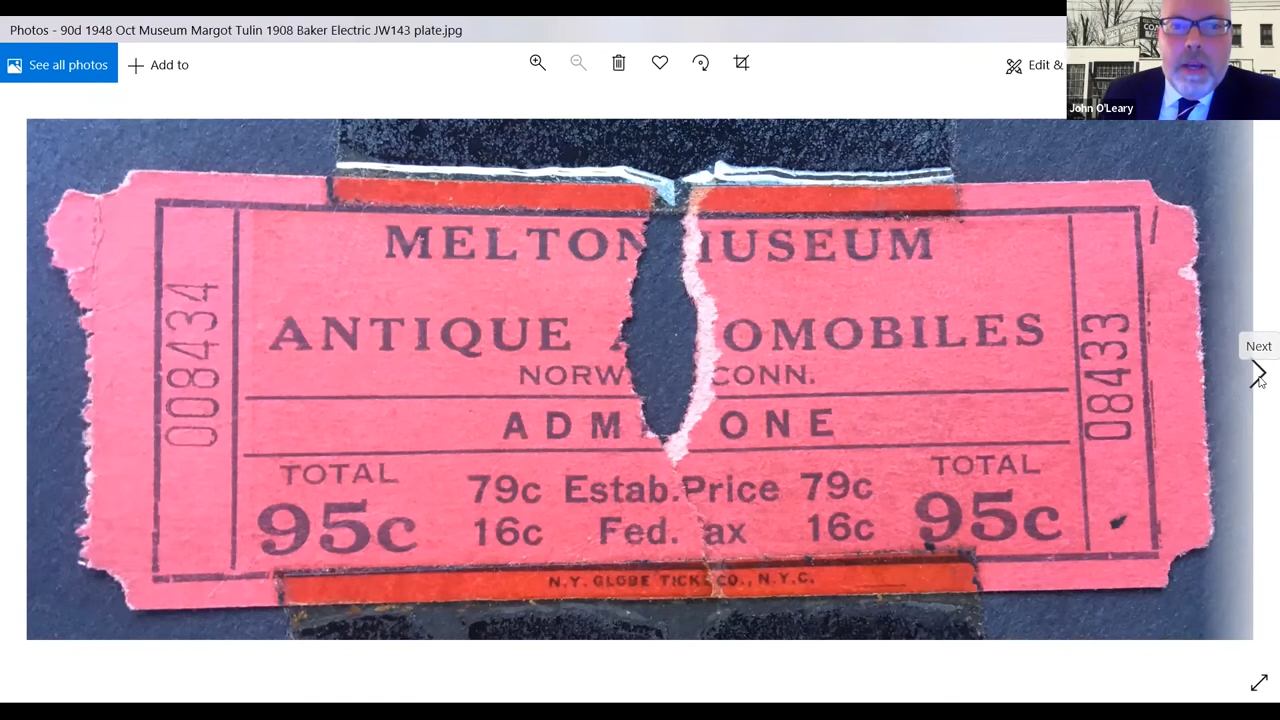 Photos - 90d 1948 Oct Museum Margot Tulin 1908 Baker Electric JW143 plate.jpg
See all photos
Add to
Edit &
John O'Leary
Next
MELTON MUSEUM
ANTIQUE OMOBILES
NORW CONN.
ADM ONE
TOTAL
95c
79c Estab. Price 79c
16c Fed. ax 16c
TOTAL
95c
008434
08433
N.Y. GLOBE TICK CO., N.Y.C.